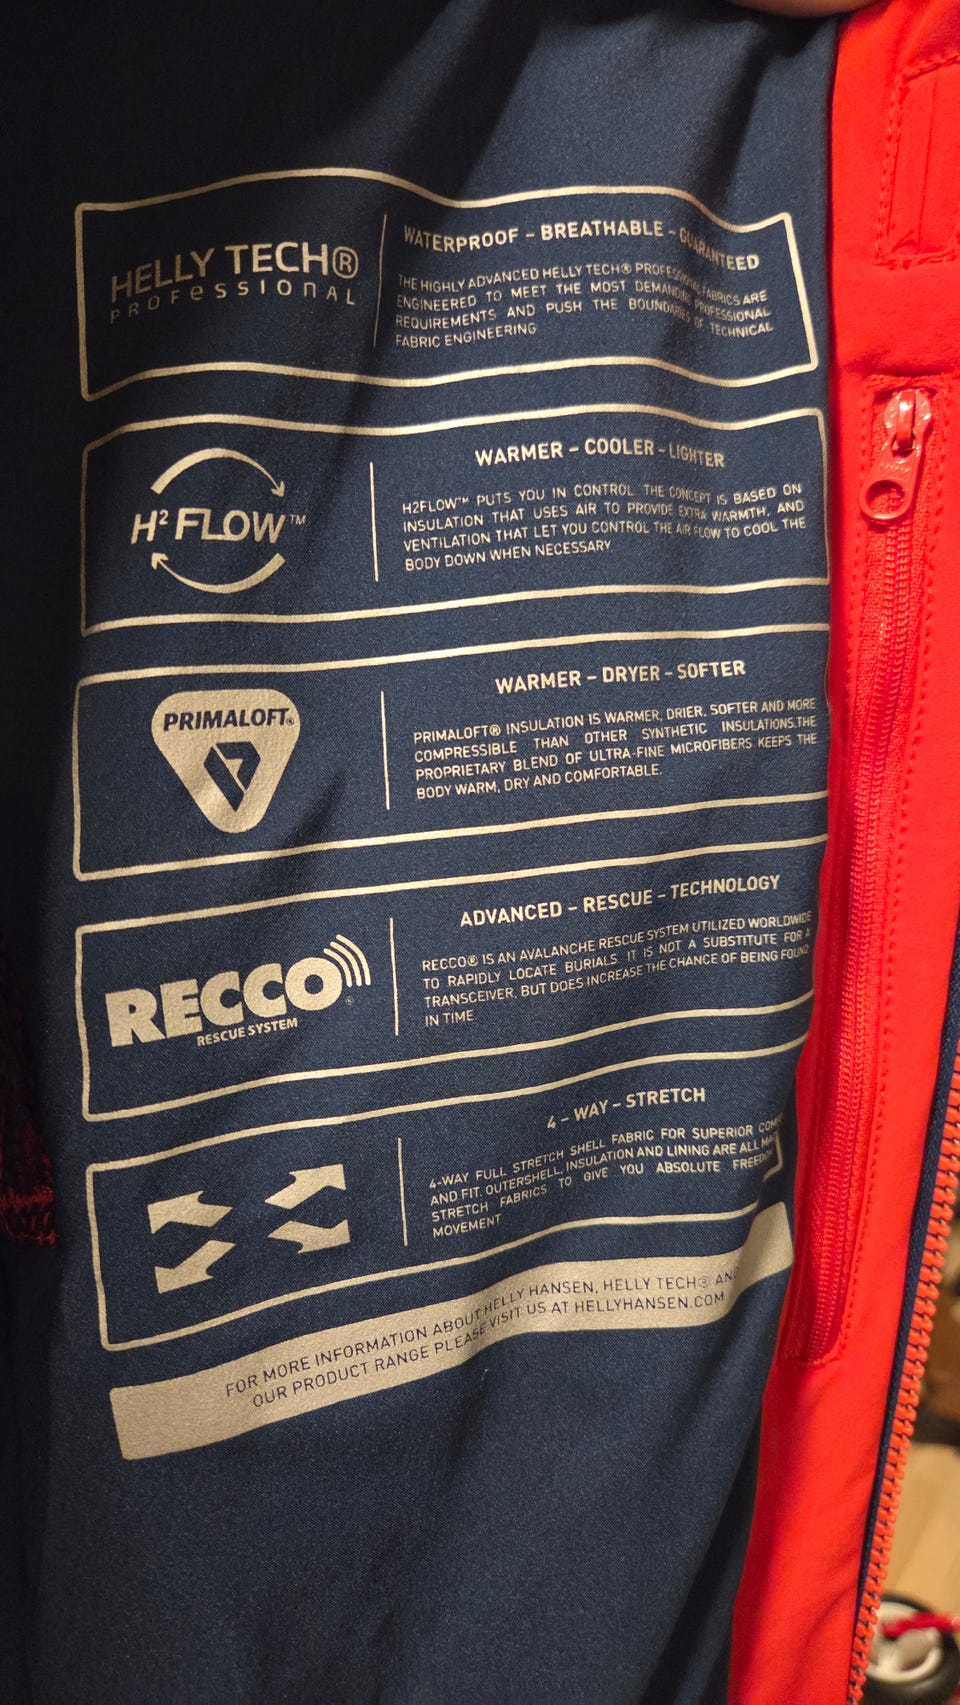 HELLY TECH®
PROFESSIONAL
WATERPROOF – BREATHABLE – GUARANTEED
THE HIGHLY ADVANCED HELLY TECH® PROFESSIONAL FABRICS ARE
ENGINEERED TO MEET THE MOST DEMANDING PROFESSIONAL
REQUIREMENTS AND PUSH THE BOUNDARIES OF TECHNICAL
FABRIC ENGINEERING
H² FLOW™
WARMER – COOLER – LIGHTER
H2FLOW™ PUTS YOU IN CONTROL. THE CONCEPT IS BASED ON
INSULATION THAT USES AIR TO PROVIDE EXTRA WARMTH, AND
VENTILATION THAT LET YOU CONTROL THE AIR FLOW TO COOL THE
BODY DOWN WHEN NECESSARY.
PRIMALOFT®
WARMER – DRYER – SOFTER
PRIMALOFT® INSULATION IS WARMER, DRIER, SOFTER AND MORE
COMPRESSIBLE THAN OTHER SYNTHETIC INSULATIONS.THE
PROPRIETARY BLEND OF ULTRA-FINE MICROFIBERS KEEPS THE
BODY WARM, DRY AND COMFORTABLE.
RECCO®
RESCUE SYSTEM
ADVANCED – RESCUE – TECHNOLOGY
RECCO® IS AN AVALANCHE RESCUE SYSTEM UTILIZED WORLDWIDE
TO RAPIDLY LOCATE BURIALS. IT IS NOT A SUBSTITUTE FOR A
TRANSCEIVER, BUT DOES INCREASE THE CHANCE OF BEING FOUND
IN TIME.
4 – WAY – STRETCH
4-WAY FULL STRETCH SHELL FABRIC FOR SUPERIOR
AND FIT. OUTERSHELL, INSULATION AND LINING ARE ALL
STRETCH FABRICS TO GIVE YOU ABSOLUTE FREEDOM
MOVEMENT
FOR MORE INFORMATION ABOUT HELLY HANSEN, HELLY TECH® AND
OUR PRODUCT RANGE PLEASE VISIT US AT HELLYHANSEN.COM